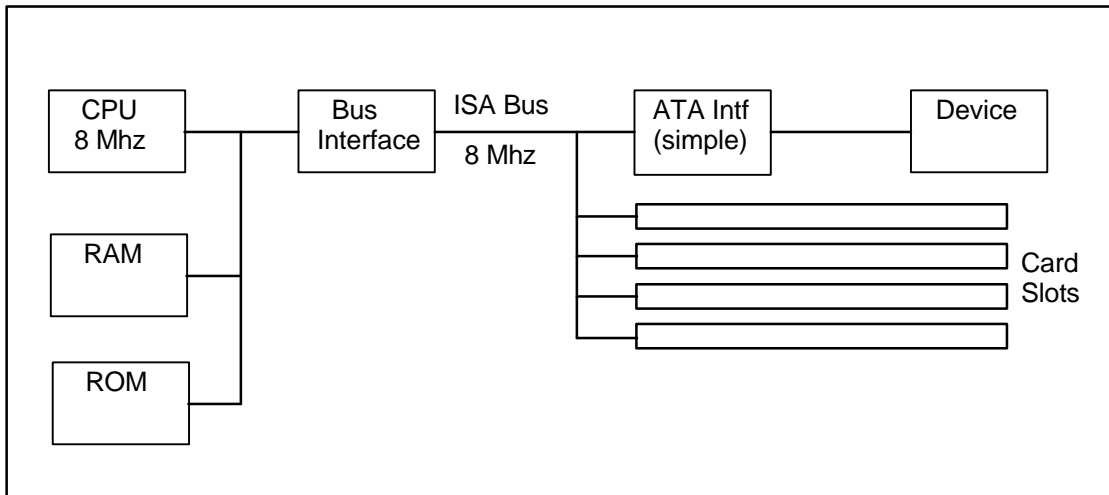 CPU
8 Mhz
Bus
Interface
ISA Bus
8 Mhz
ATA Intf
(simple)
Device
RAM
Card
Slots
ROM